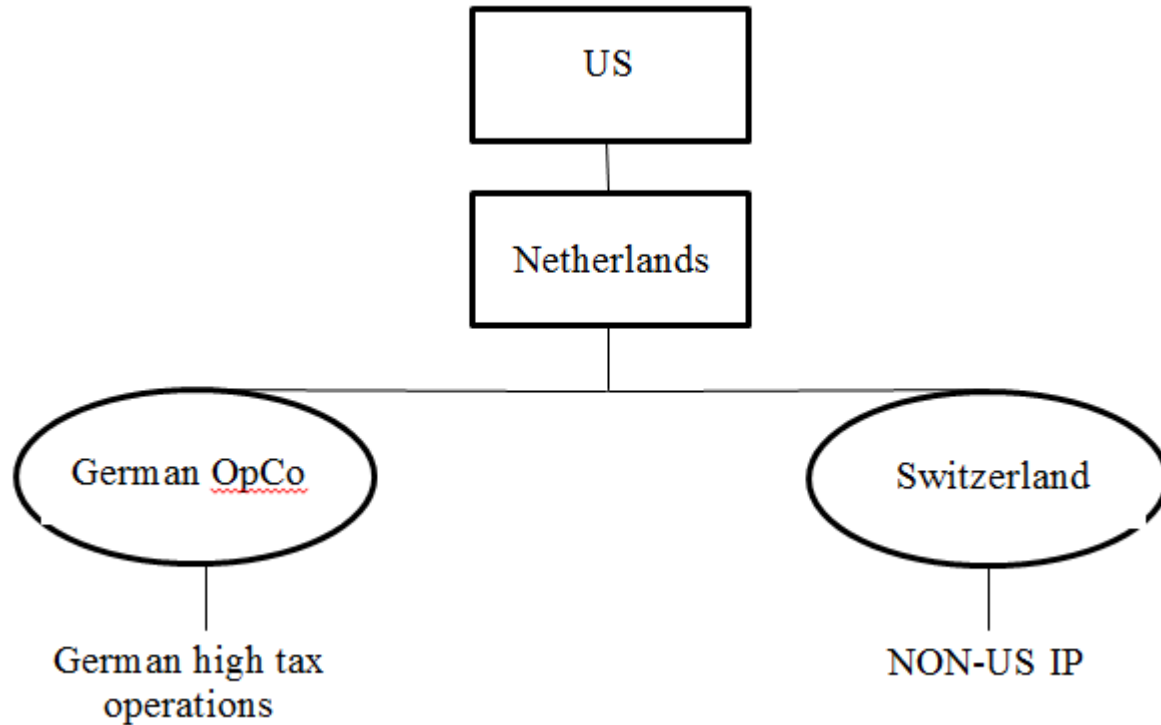 US
Netherlands
German OpCo
Switzerland
German high tax
operations
NON-US IP